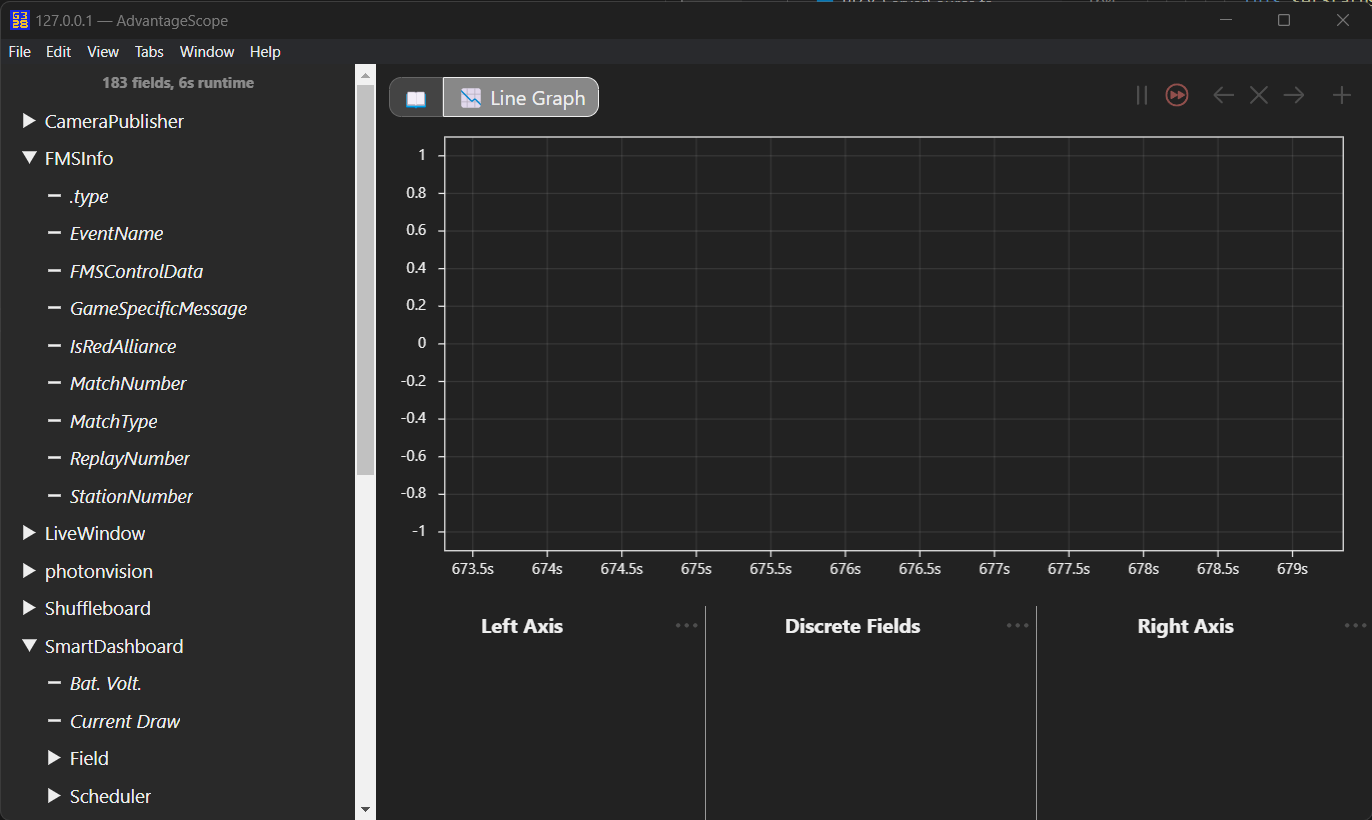 127.0.0.1 — AdvantageScope
File Edit View Tabs Window Help
183 fields, 6s runtime
CameraPublisher
FMSInfo
.type
EventName
FMSControlData
GameSpecificMessage
IsRedAlliance
MatchNumber
MatchType
ReplayNumber
StationNumber
LiveWindow
photonvision
Shuffleboard
SmartDashboard
Bat. Volt.
Current Draw
Field
Scheduler
Line Graph
1
0.8
0.6
0.4
0.2
0
-0.2
-0.4
-0.6
-0.8
-1
673.5s 674s 674.5s 675s 675.5s 676s 676.5s 677s 677.5s 678s 678.5s 679s
Left Axis Discrete Fields Right Axis